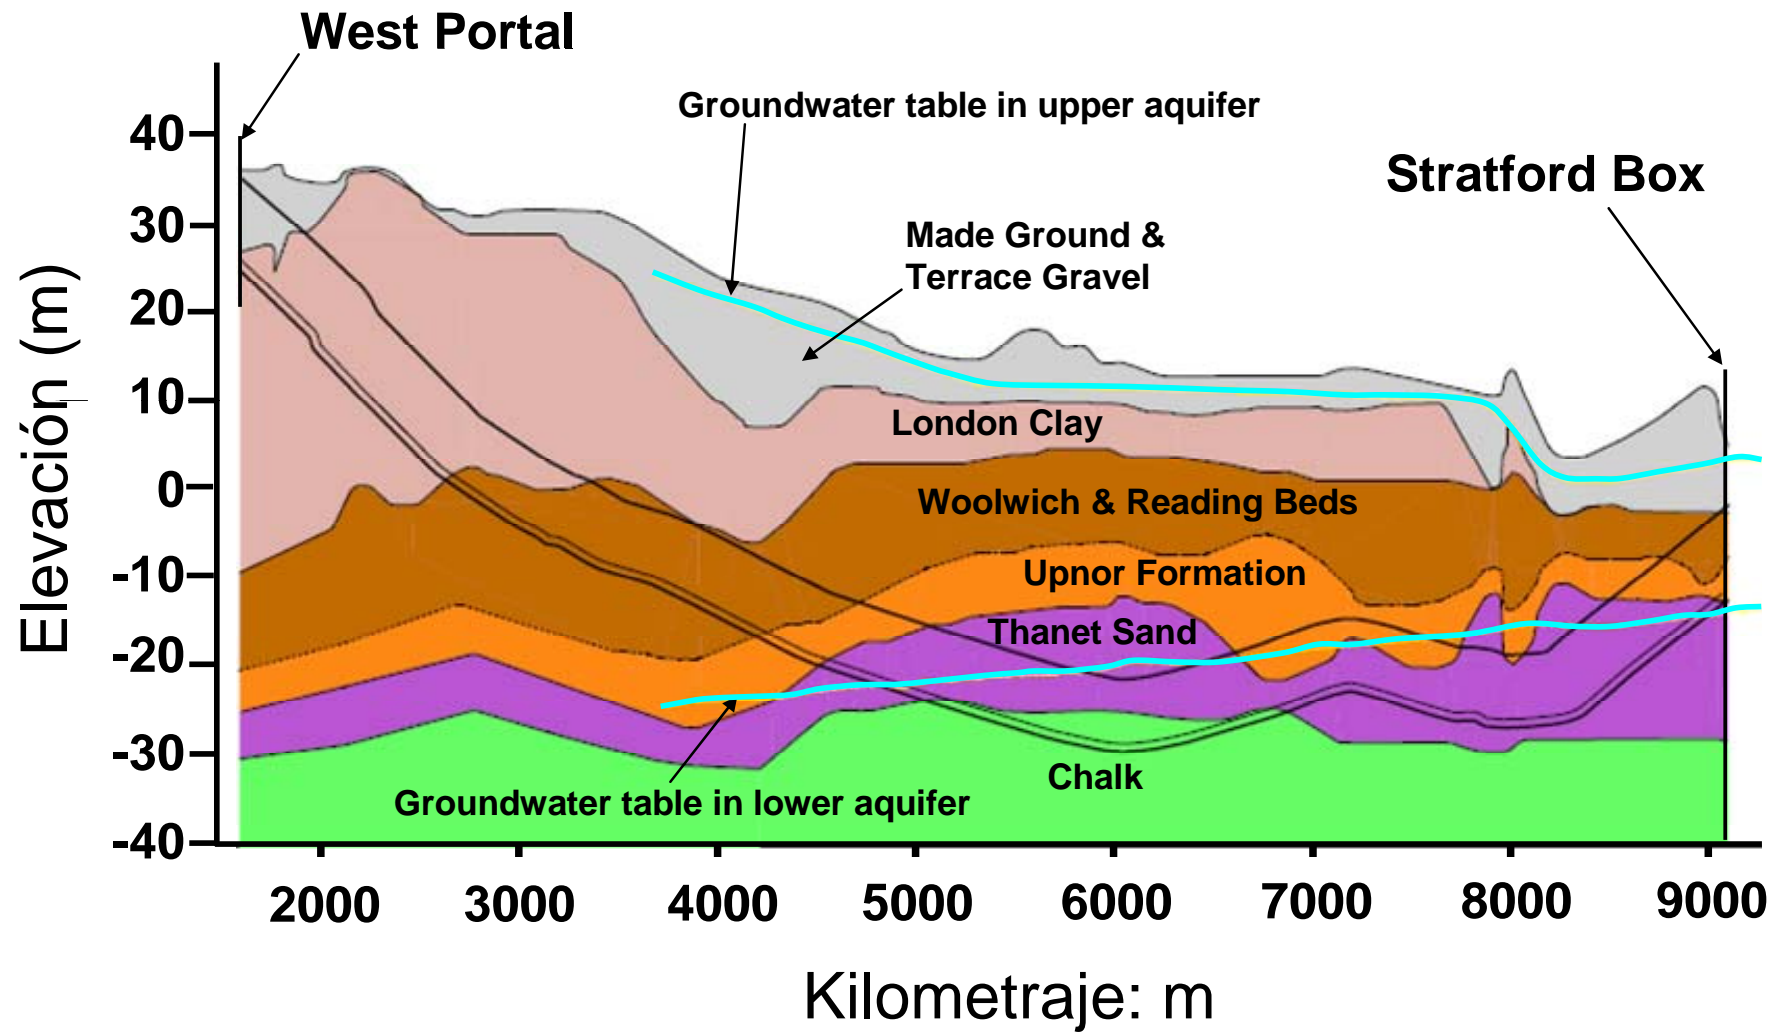 West Portal
Groundwater table in upper aquifer
Stratford Box
Made Ground &
Terrace Gravel
London Clay
Woolwich & Reading Beds
Upnor Formation
Thanet Sand
Chalk
Groundwater table in lower aquifer
Elevación (m)
40
30
20
10
0
-10
-20
-30
-40
2000 3000 4000 5000 6000 7000 8000 9000
Kilometraje: m